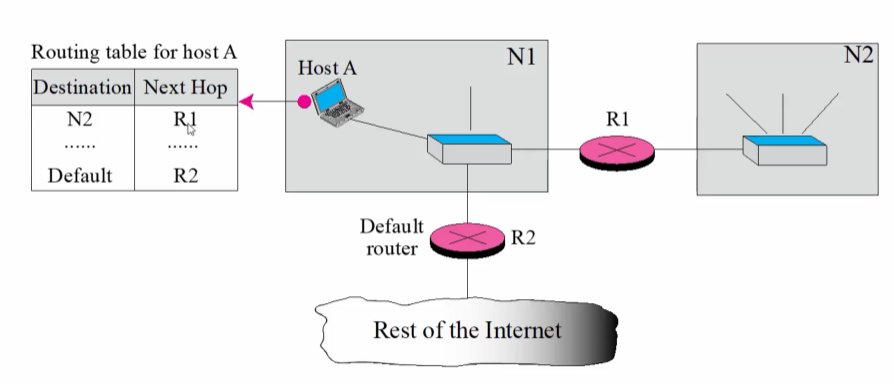 Routing table for host A
Destination Next Hop
N2 R1
...... ......
Default R2
Host A
N1
R1
N2
Default
router
R2
Rest of the Internet